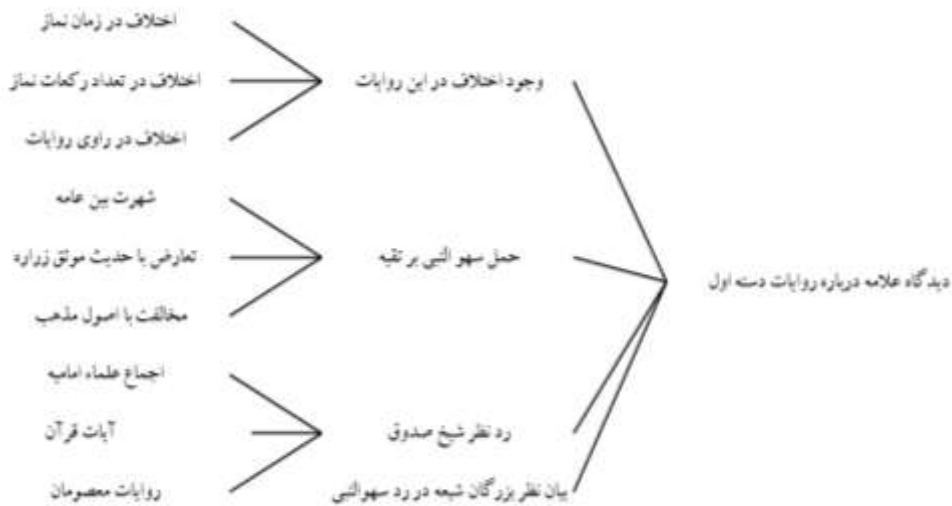 دیدگاه علامه درباره روایات دسته اول
وجود اختلاف در این روایات
اختلاف در زمان نماز
اختلاف در تعداد رکعات نماز
اختلاف در راوی روایات
حمل سهو النبی بر تقیه
شهرت بین عامه
تعارض با حدیث موثق زراره
مخالفت با اصول مذهب
رد نظر شیخ صدوق
اجماع علماء امامیه
آیات قرآن
روایات معصومان
بیان نظر بزرگان شیعه در رد سهوالنبی